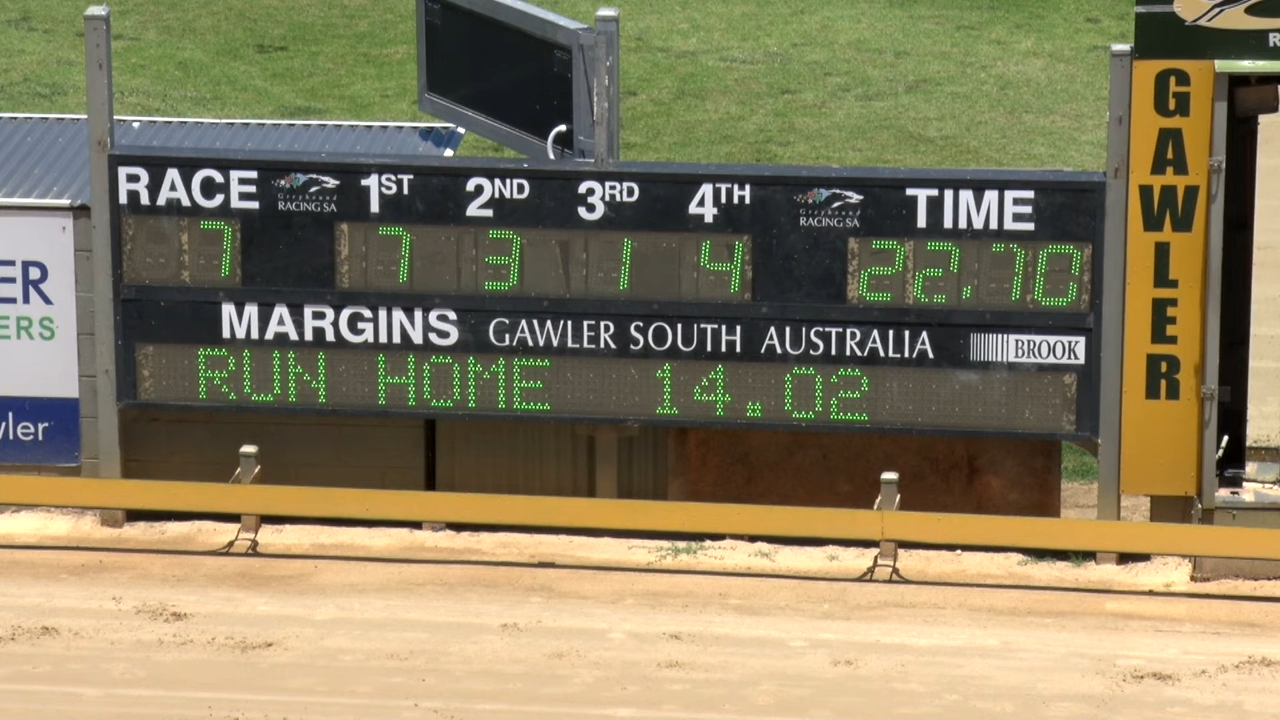 RACE 1ST 2ND 3RD 4TH TIME
Greyhound RACING SA
Greyhound RACING SA
7 7 3 1 4 22.70
MARGINS GAWLER SOUTH AUSTRALIA BROOK
RUN HOME 14.02
GAWLER
ER
ERS
wler
R